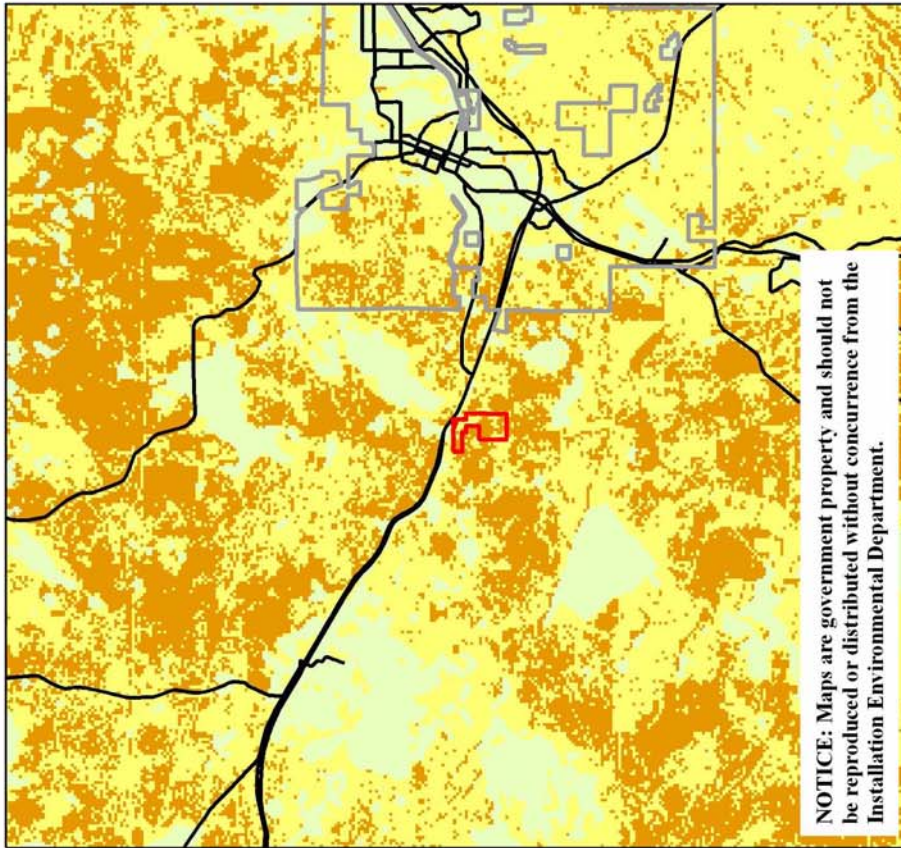 NOTICE: Maps are government property and should not
be reproduced or distributed without concurrence from the
Installation Environmental Department.